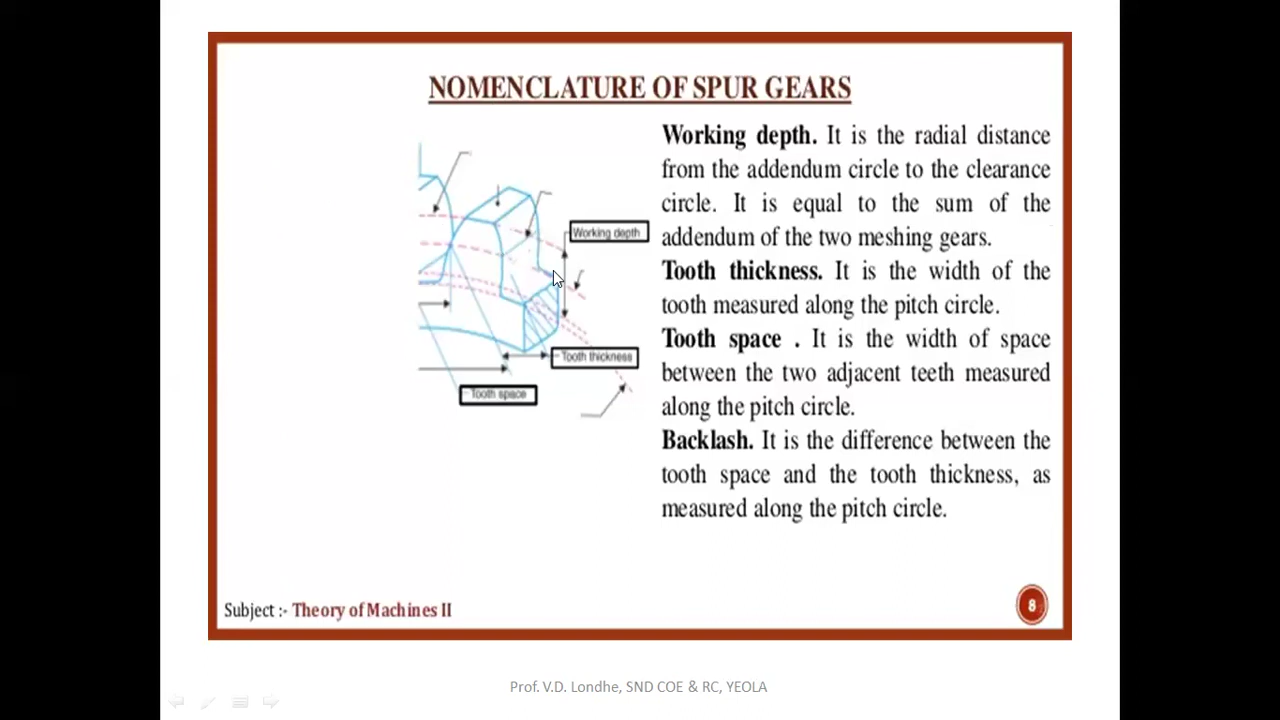 NOMENCLATURE OF SPUR GEARS
Working depth
Tooth thickness
Tooth space
Working depth. It is the radial distance
from the addendum circle to the clearance
circle. It is equal to the sum of the
addendum of the two meshing gears.
Tooth thickness. It is the width of the
tooth measured along the pitch circle.
Tooth space . It is the width of space
between the two adjacent teeth measured
along the pitch circle.
Backlash. It is the difference between the
tooth space and the tooth thickness, as
measured along the pitch circle.
Subject :- Theory of Machines II
8
Prof. V.D. Londhe, SND COE & RC, YEOLA